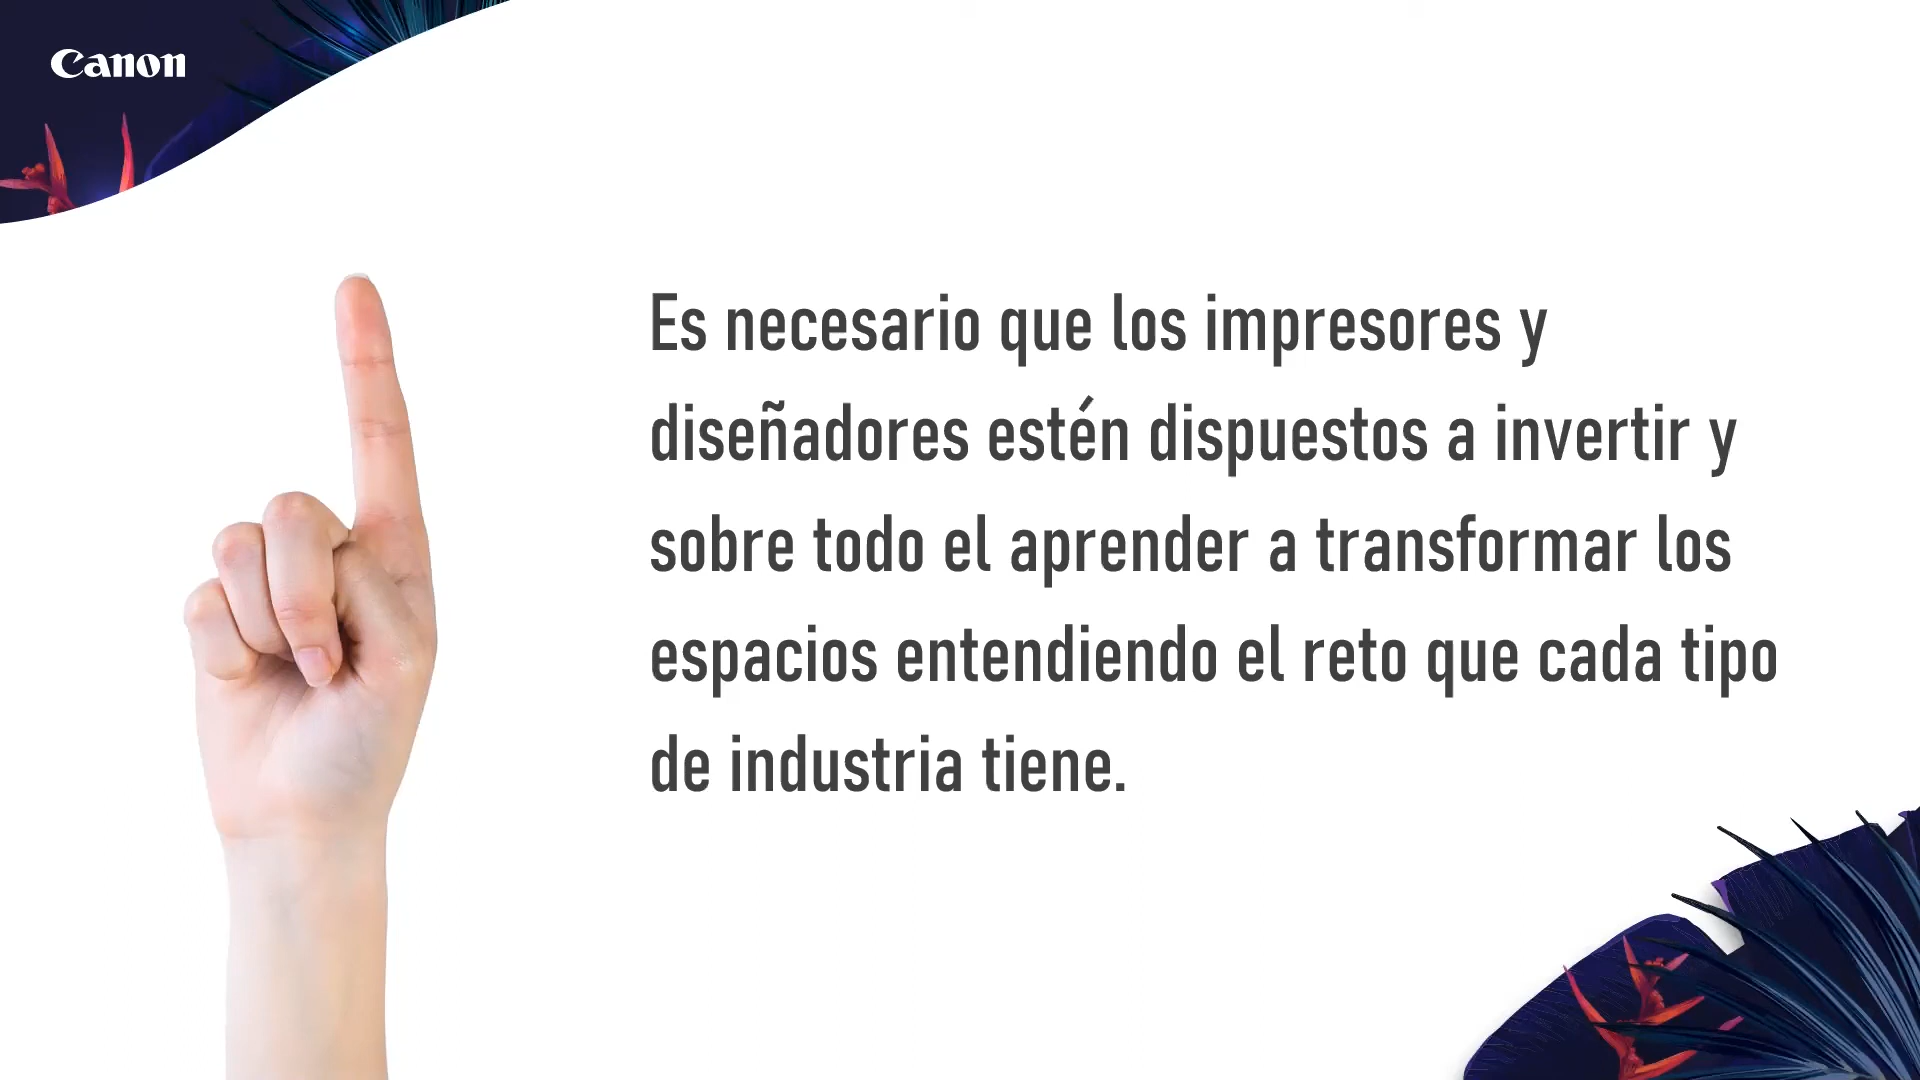 Canon
Es necesario que los impresores y
diseñadores estén dispuestos a invertir y
sobre todo el aprender a transformar los
espacios entendiendo el reto que cada tipo
de industria tiene.